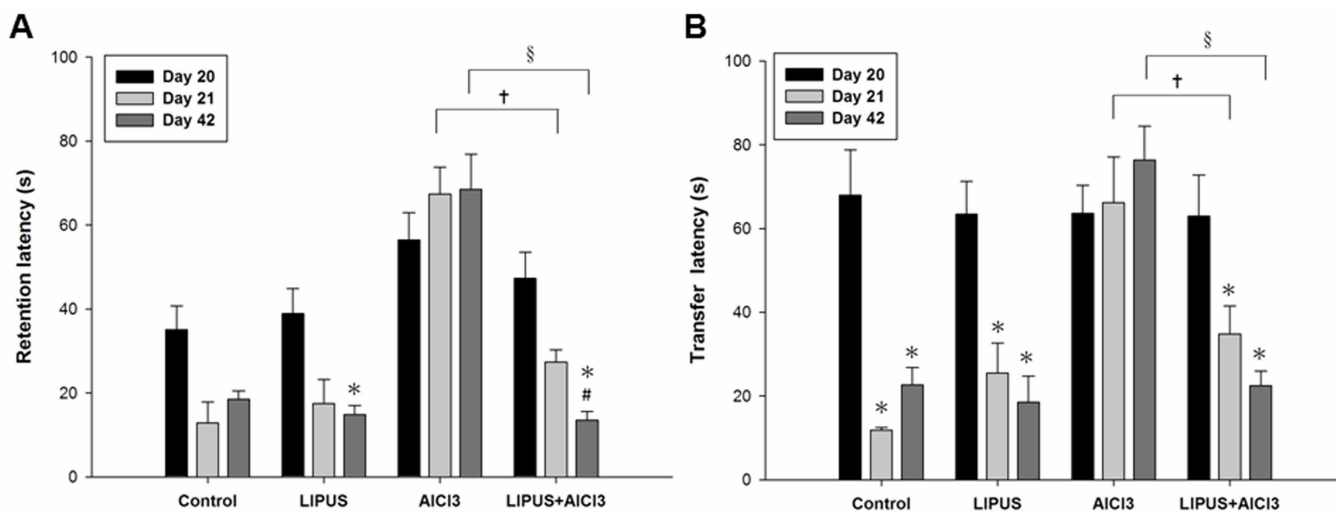 A
Retention latency (s)
100
80
60
40
20
0
Day 20
Day 21
Day 42
§
†
*
*
#
Control
LIPUS
AlCl3
LIPUS+AlCl3
B
Transfer latency (s)
100
80
60
40
20
0
Day 20
Day 21
Day 42
§
†
*
*
*
*
*
*
Control
LIPUS
AlCl3
LIPUS+AlCl3